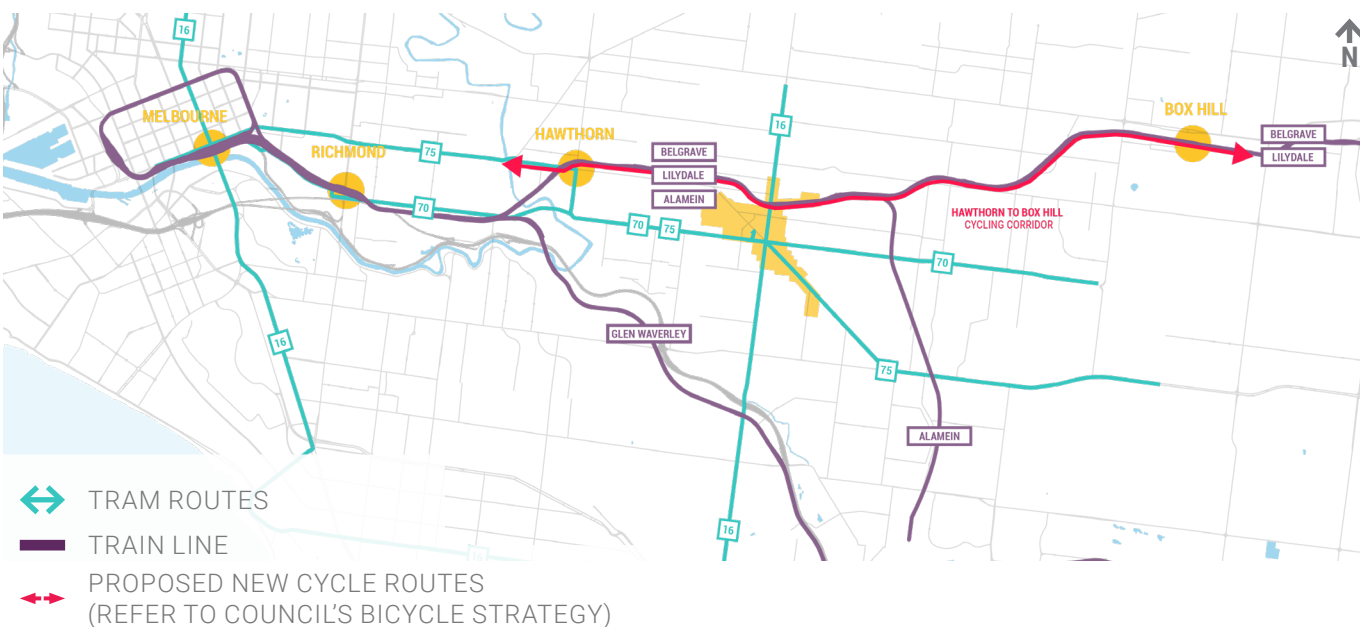 N
16
MELBOURNE
RICHMOND
75
HAWTHORN
BELGRAVE
LILYDALE
ALAMEIN
16
BOX HILL
BELGRAVE
LILYDALE
70
70
75
HAWTHORN TO BOX HILL
CYCLING CORRIDOR
70
16
GLEN WAVERLEY
75
ALAMEIN
16
16
TRAM ROUTES
TRAIN LINE
PROPOSED NEW CYCLE ROUTES
(REFER TO COUNCIL'S BICYCLE STRATEGY)